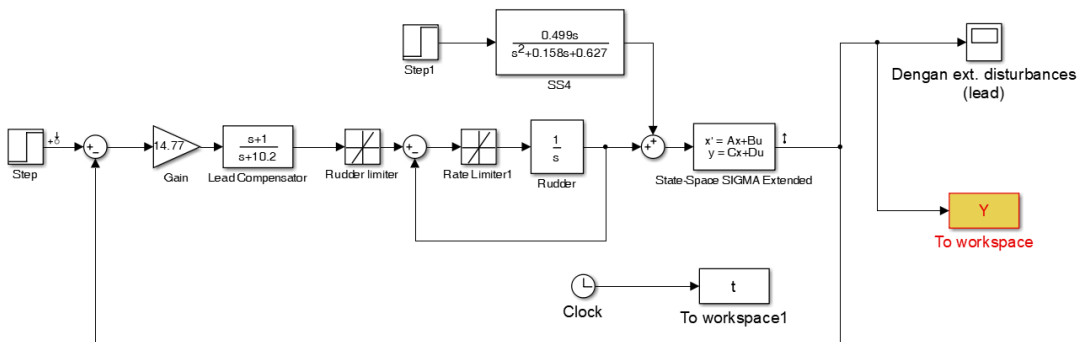 0.499s
s²+0.158s+0.627
Step1
SS4
Dengan ext. disturbances
(lead)
Step
14.77
Gain
s+1
s+10.2
Lead Compensator
Rudder limiter
Rate Limiter1
1
s
Rudder
x' = Ax+Bu
y = Cx+Du
State-Space SIGMA Extended
Y
To workspace
Clock
t
To workspace1